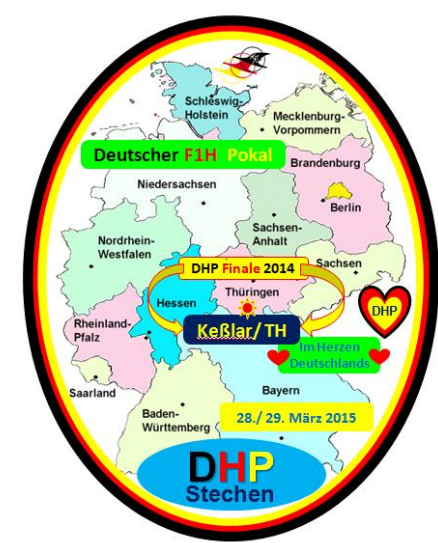 Schleswig-
Holstein
Mecklenburg-
Vorpommern
Deutscher F1H Pokal
Brandenburg
Niedersachsen
Berlin
Sachsen-
Anhalt
Nordrhein-
Westfalen
DHP Finale 2014
Sachsen
Hessen
Thüringen
DHP
Rheinland-
Pfalz
Keßlar/ TH
Im Herzen
Deutschlands
Saarland
Bayern
Baden-
Württemberg
28./ 29. März 2015
DHP
Stechen